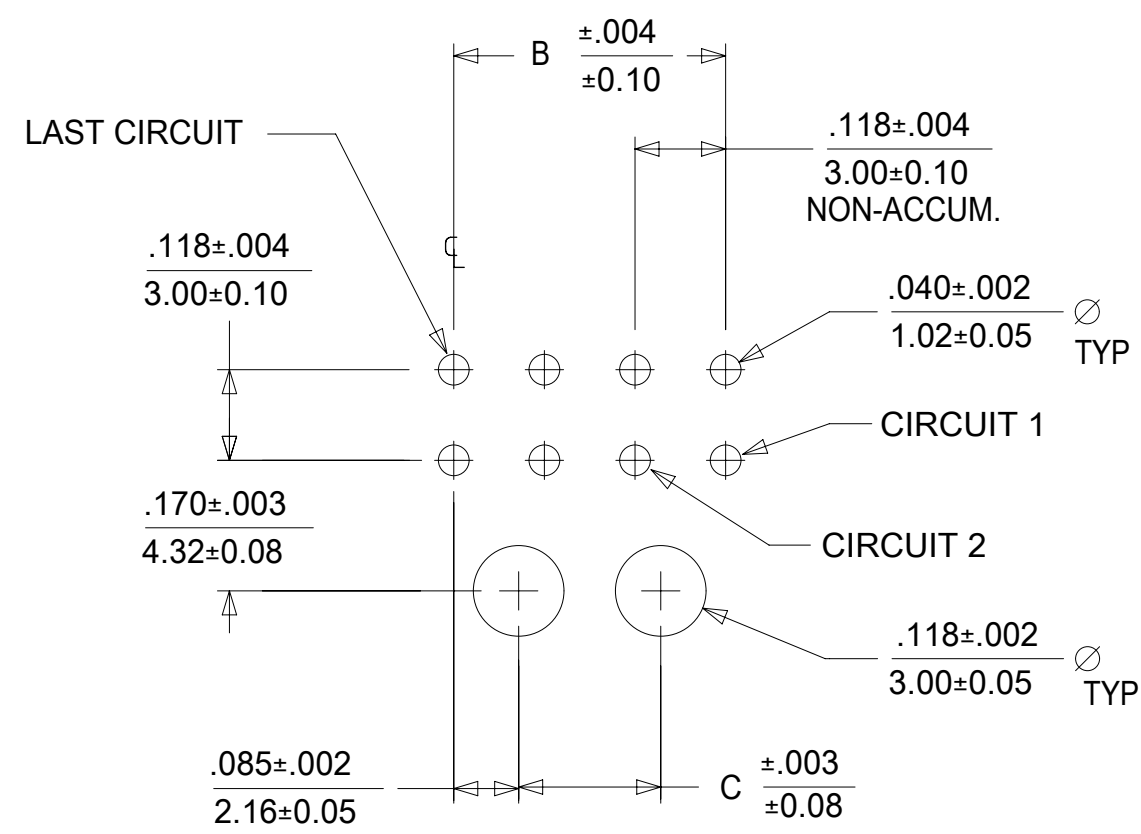 B ±.004
±0.10
LAST CIRCUIT
.118±.004
3.00±0.10
NON-ACCUM.
℄
.118±.004
3.00±0.10
.040±.002
1.02±0.05
∅
TYP
CIRCUIT 1
.170±.003
4.32±0.08
CIRCUIT 2
.118±.002
3.00±0.05
∅
TYP
.085±.002
2.16±0.05
C ±.003
±0.08